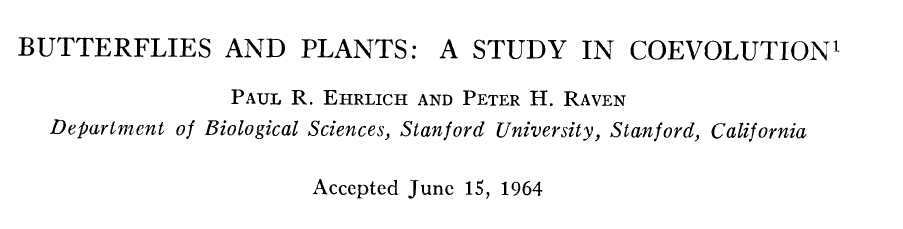 BUTTERFLIES AND PLANTS: A STUDY IN COEVOLUTION¹
PAUL R. EHRLICH AND PETER H. RAVEN
Department of Biological Sciences, Stanford University, Stanford, California
Accepted June 15, 1964